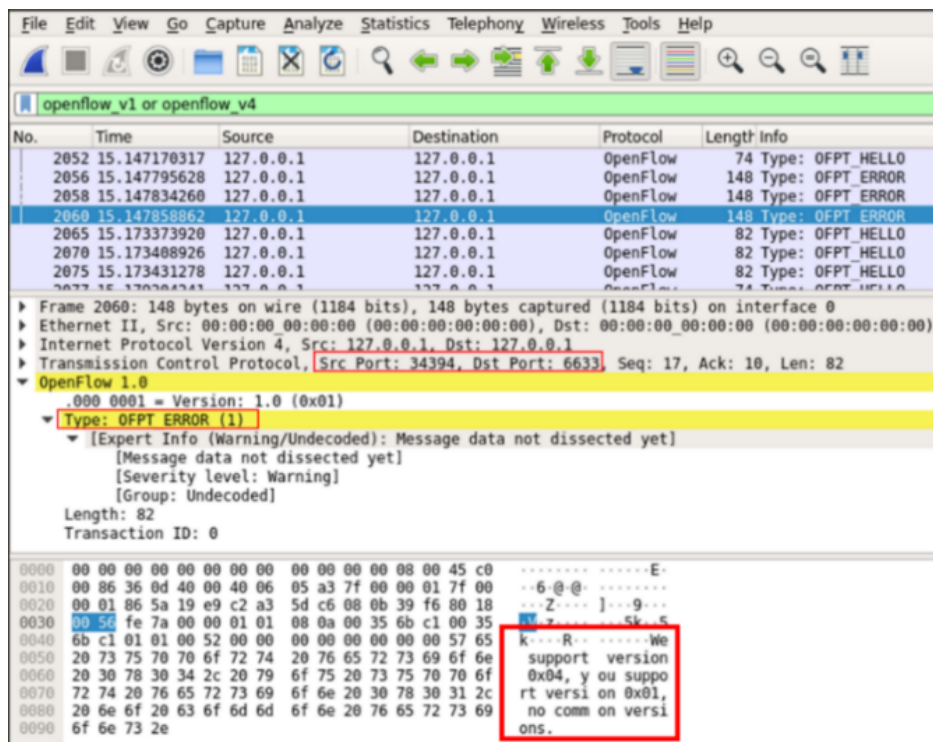 File Edit View Go Capture Analyze Statistics Telephony Wireless Tools Help
openflow_v1 or openflow_v4
No. Time Source Destination Protocol Length Info
2052 15.147170317 127.0.0.1 127.0.0.1 OpenFlow 74 Type: OFPT_HELLO
2056 15.147795628 127.0.0.1 127.0.0.1 OpenFlow 148 Type: OFPT_ERROR
2058 15.147834260 127.0.0.1 127.0.0.1 OpenFlow 148 Type: OFPT_ERROR
2060 15.147858862 127.0.0.1 127.0.0.1 OpenFlow 148 Type: OFPT_ERROR
2065 15.173373920 127.0.0.1 127.0.0.1 OpenFlow 82 Type: OFPT_HELLO
2070 15.173408926 127.0.0.1 127.0.0.1 OpenFlow 82 Type: OFPT_HELLO
2075 15.173431278 127.0.0.1 127.0.0.1 OpenFlow 82 Type: OFPT_HELLO
Frame 2060: 148 bytes on wire (1184 bits), 148 bytes captured (1184 bits) on interface 0
Ethernet II, Src: 00:00:00_00:00:00 (00:00:00:00:00:00), Dst: 00:00:00_00:00:00 (00:00:00:00:00:00)
Internet Protocol Version 4, Src: 127.0.0.1, Dst: 127.0.0.1
Transmission Control Protocol, Src Port: 34394, Dst Port: 6633, Seq: 17, Ack: 10, Len: 82
OpenFlow 1.0
.000 0001 = Version: 1.0 (0x01)
Type: OFPT_ERROR (1)
[Expert Info (Warning/Undecoded): Message data not dissected yet]
[Message data not dissected yet]
[Severity level: Warning]
[Group: Undecoded]
Length: 82
Transaction ID: 0
0000 00 00 00 00 00 00 00 00 00 00 00 00 08 00 45 c0 ········ ······E·
0010 00 86 36 0d 40 00 40 06 05 a3 7f 00 00 01 7f 00 ··6·@·@· ········
0020 00 01 86 5a 19 e9 c2 a3 5d c6 08 0b 39 f6 80 18 ···Z···· ]···9···
0030 00 56 fe 7a 00 00 01 01 08 0a 00 35 6b c1 00 35 ·V·z···· ···5k··5
0040 6b c1 01 01 00 52 00 00 00 00 00 00 00 00 57 65 k····R·· ······We
0050 20 73 75 70 70 6f 72 74 20 76 65 72 73 69 6f 6e support version
0060 20 30 78 30 34 2c 20 79 6f 75 20 73 75 70 70 6f 0x04, y ou suppo
0070 72 74 20 76 65 72 73 69 6f 6e 20 30 78 30 31 2c rt versi on 0x01,
0080 20 6e 6f 20 63 6f 6d 6d 6f 6e 20 76 65 72 73 69 no comm on versi
0090 6f 6e 73 2e ons.